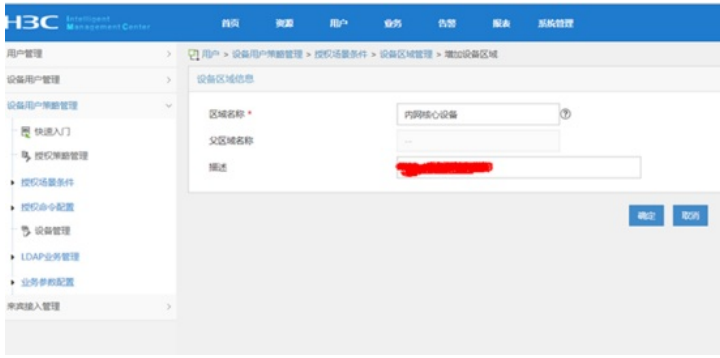 H3C Intelligent Management Center
首页 资源 用户 业务 告警 报表 系统管理
用户管理
设备用户管理
设备用户策略管理
快速入门
授权策略管理
授权场景条件
授权命令配置
设备管理
LDAP业务管理
业务参数配置
来宾接入管理
用户 > 设备用户策略管理 > 授权场景条件 > 设备区域管理 > 增加设备区域
设备区域信息
区域名称 * 内网核心设备 ?
父区域名称 --
描述
确定 取消